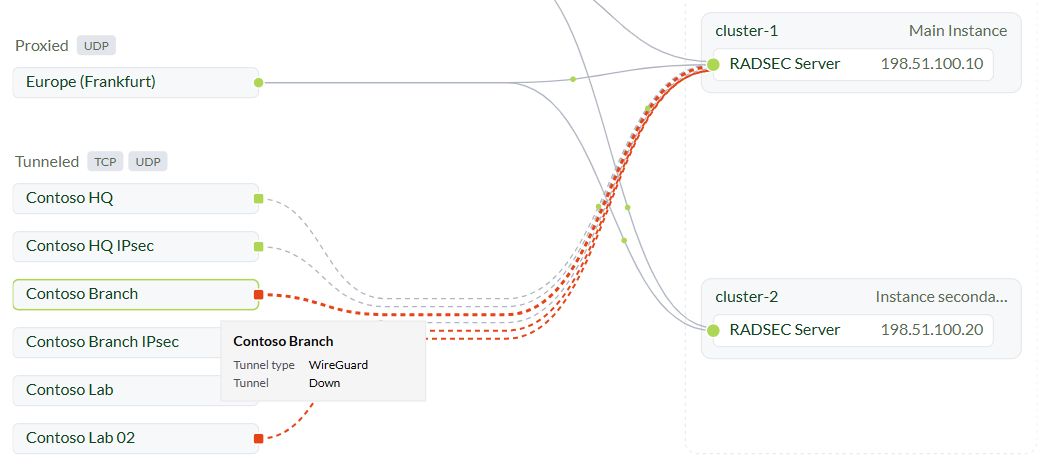 Proxied UDP
Europe (Frankfurt)
Tunneled TCP UDP
Contoso HQ
Contoso HQ IPsec
Contoso Branch
Contoso Branch IPsec
Contoso Lab
Contoso Lab 02
Contoso Branch
Tunnel type WireGuard
Tunnel Down
cluster-1 Main Instance
RADSEC Server 198.51.100.10
cluster-2 Instance seconda...
RADSEC Server 198.51.100.20